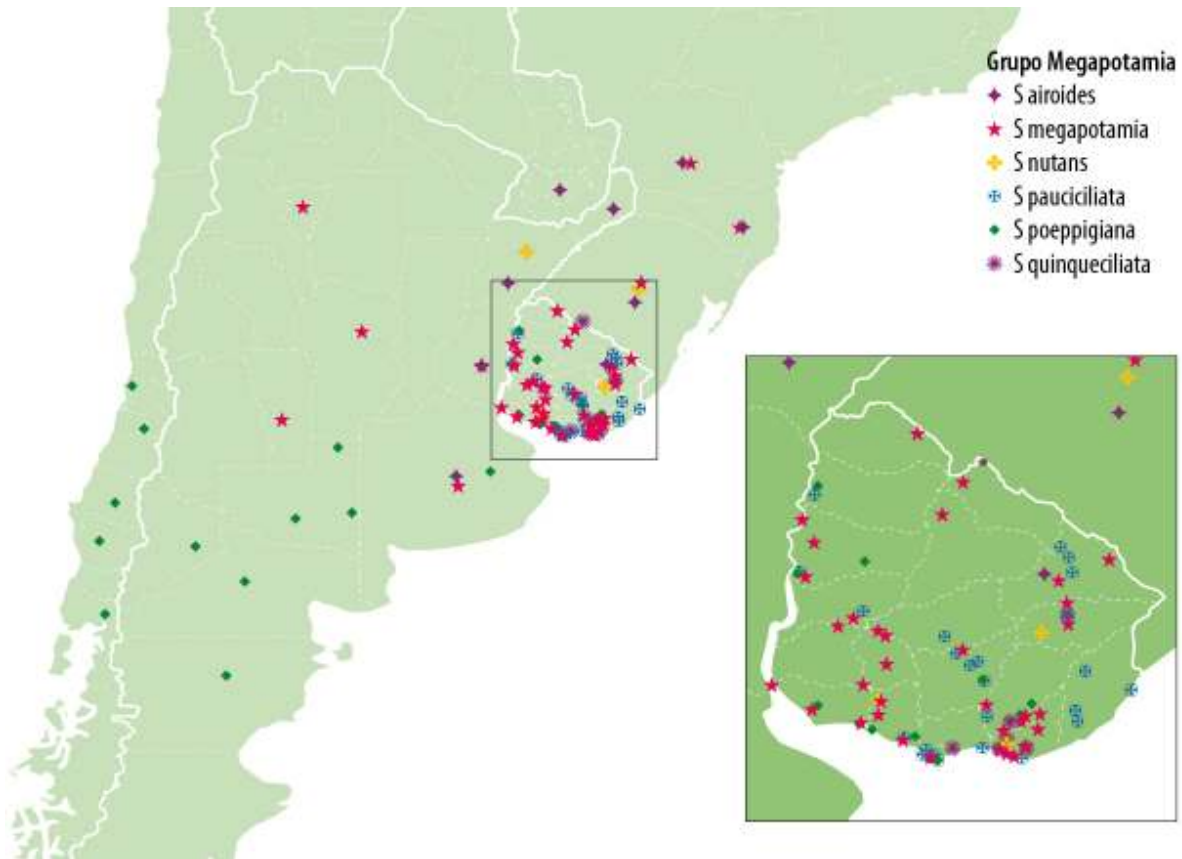 Grupo Megapotamia
S airoides
S megapotamia
S nutans
S pauciciliata
S poeppigiana
S quinqueciliata